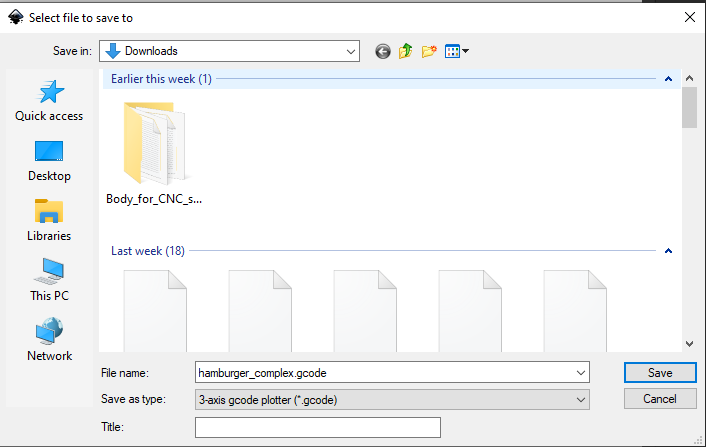 Select file to save to
Save in:
Downloads
Quick access
Desktop
Libraries
This PC
Network
Earlier this week (1)
Body_for_CNC_s...
Last week (18)
File name:
hamburger_complex.gcode
Save
Save as type:
3-axis gcode plotter (*.gcode)
Cancel
Title: